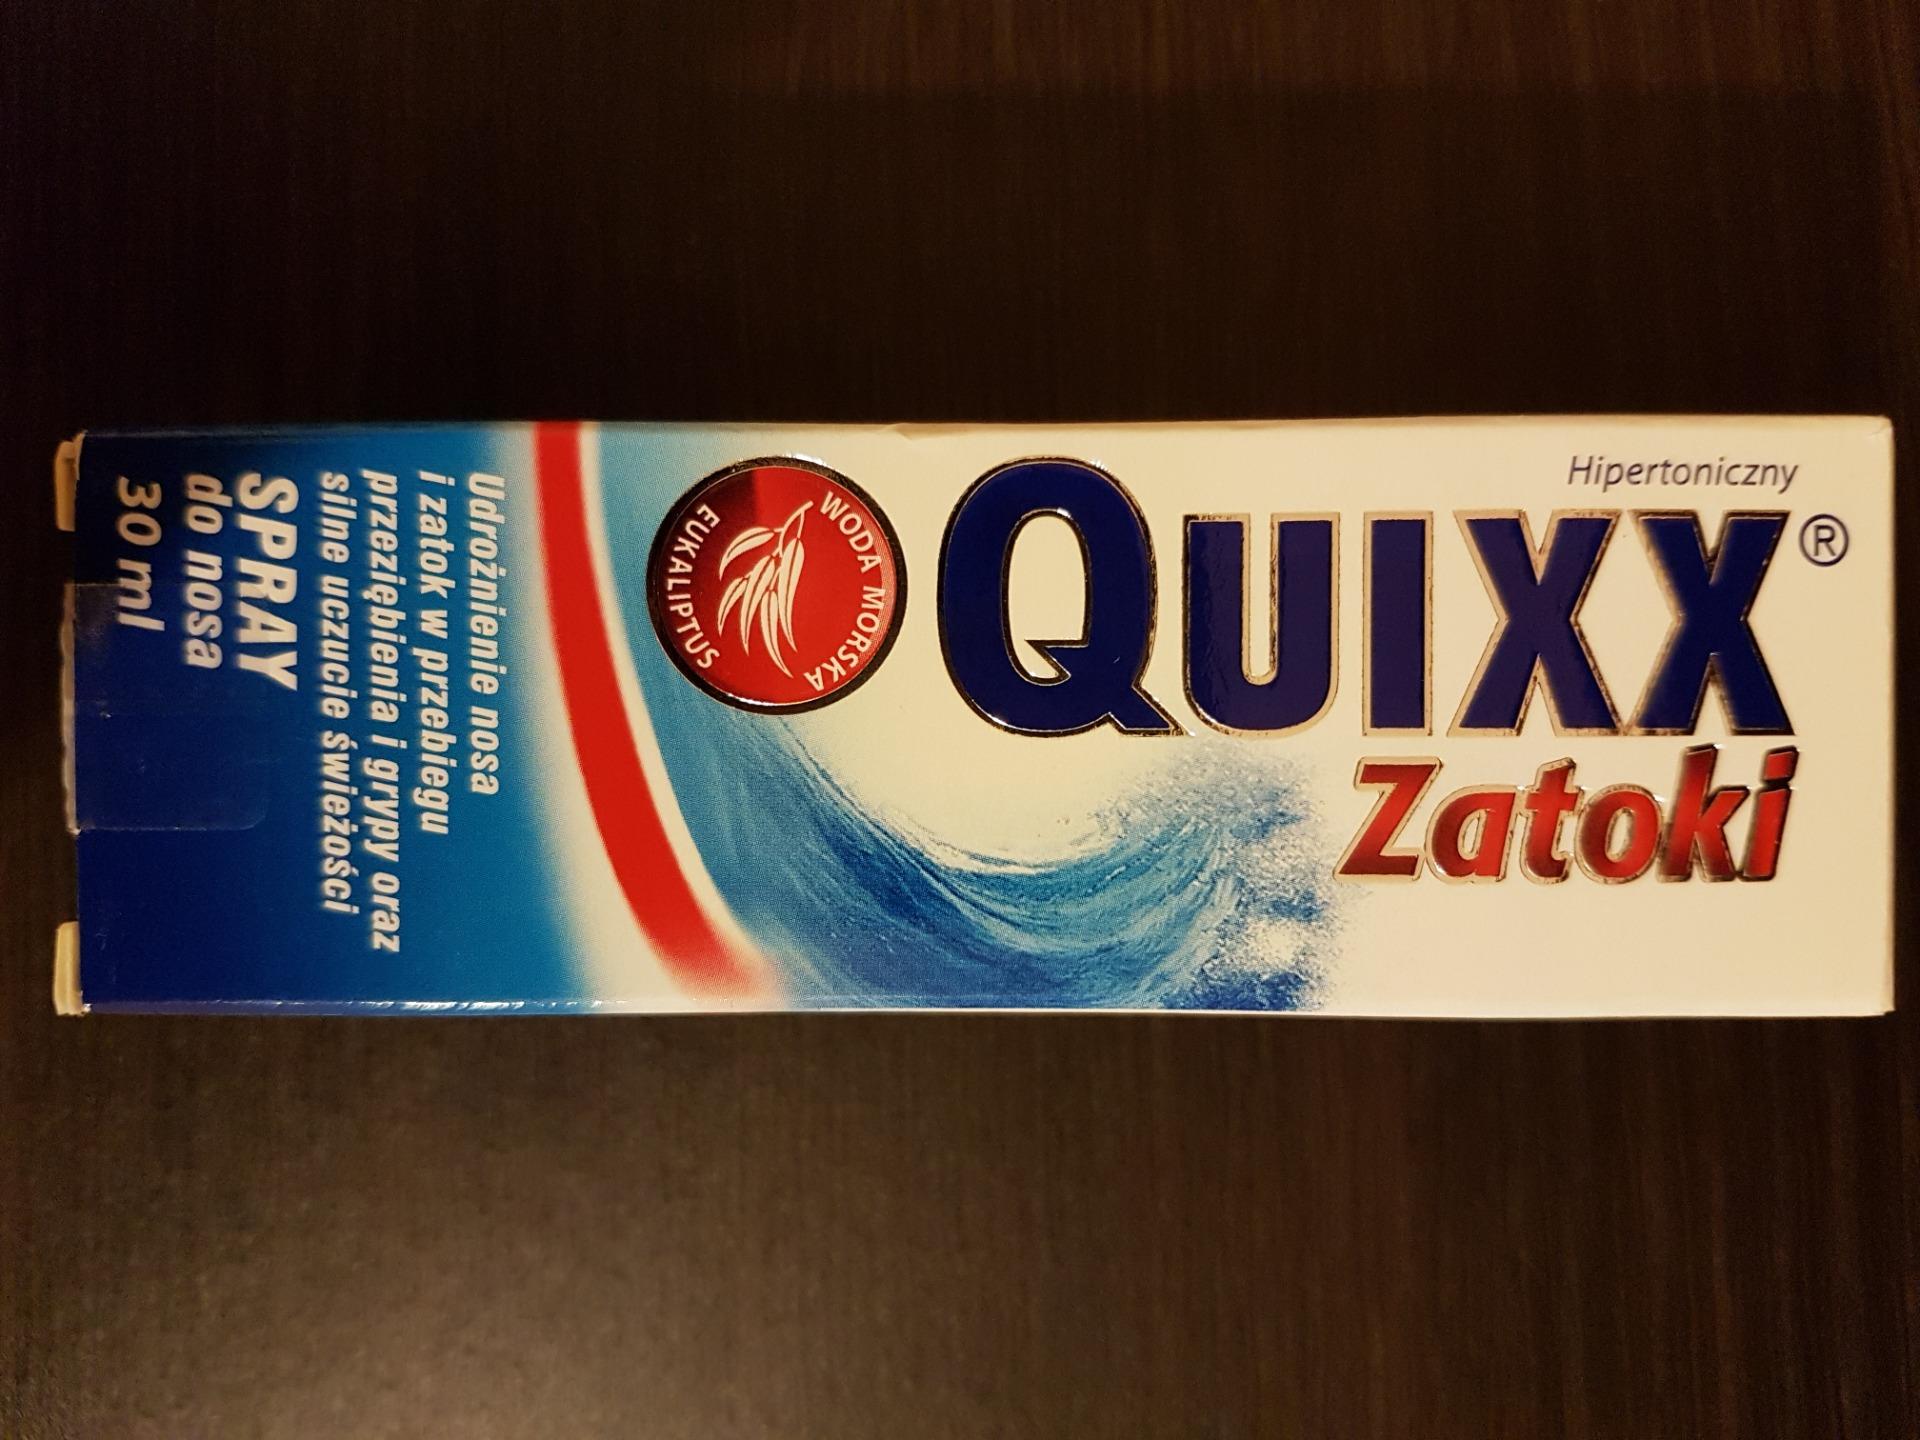 Hipertoniczny
QUIXX®
Zatoki
WODA MORSKA
EUKALIPTUS
Udrożnienie nosa
i zatok w przebiegu
przeziębienia i grypy oraz
silne uczucie świeżości
SPRAY
do nosa
30 ml